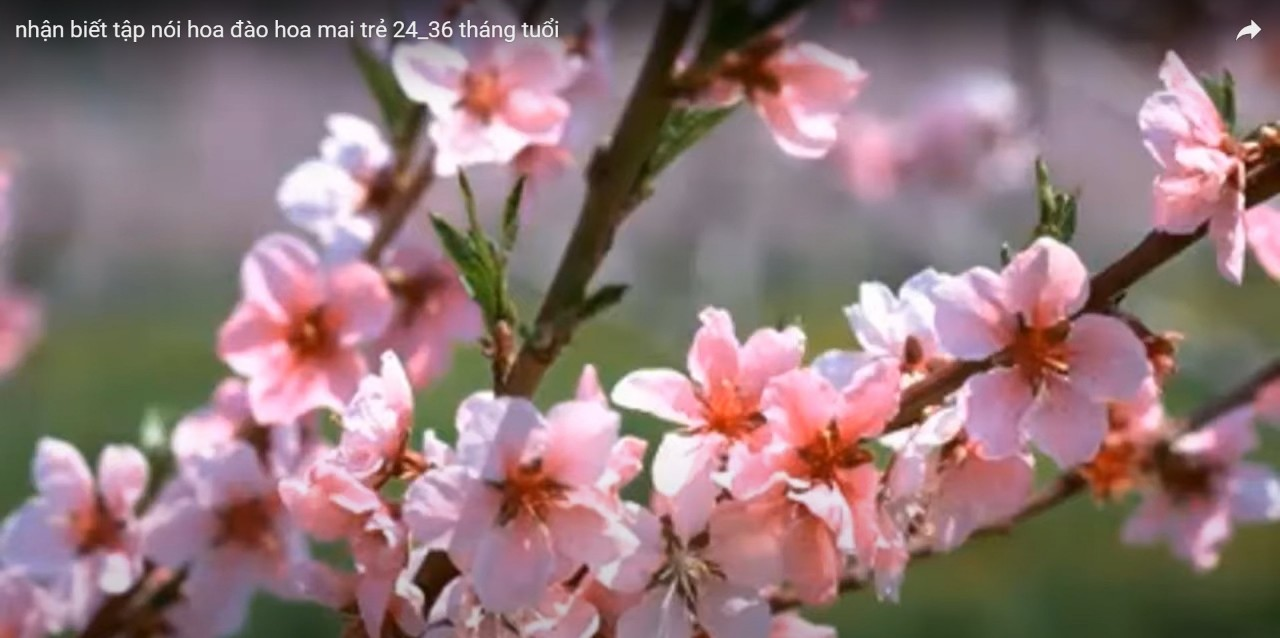 nhận biết tập nói hoa đào hoa mai trẻ 24_36 tháng tuổi